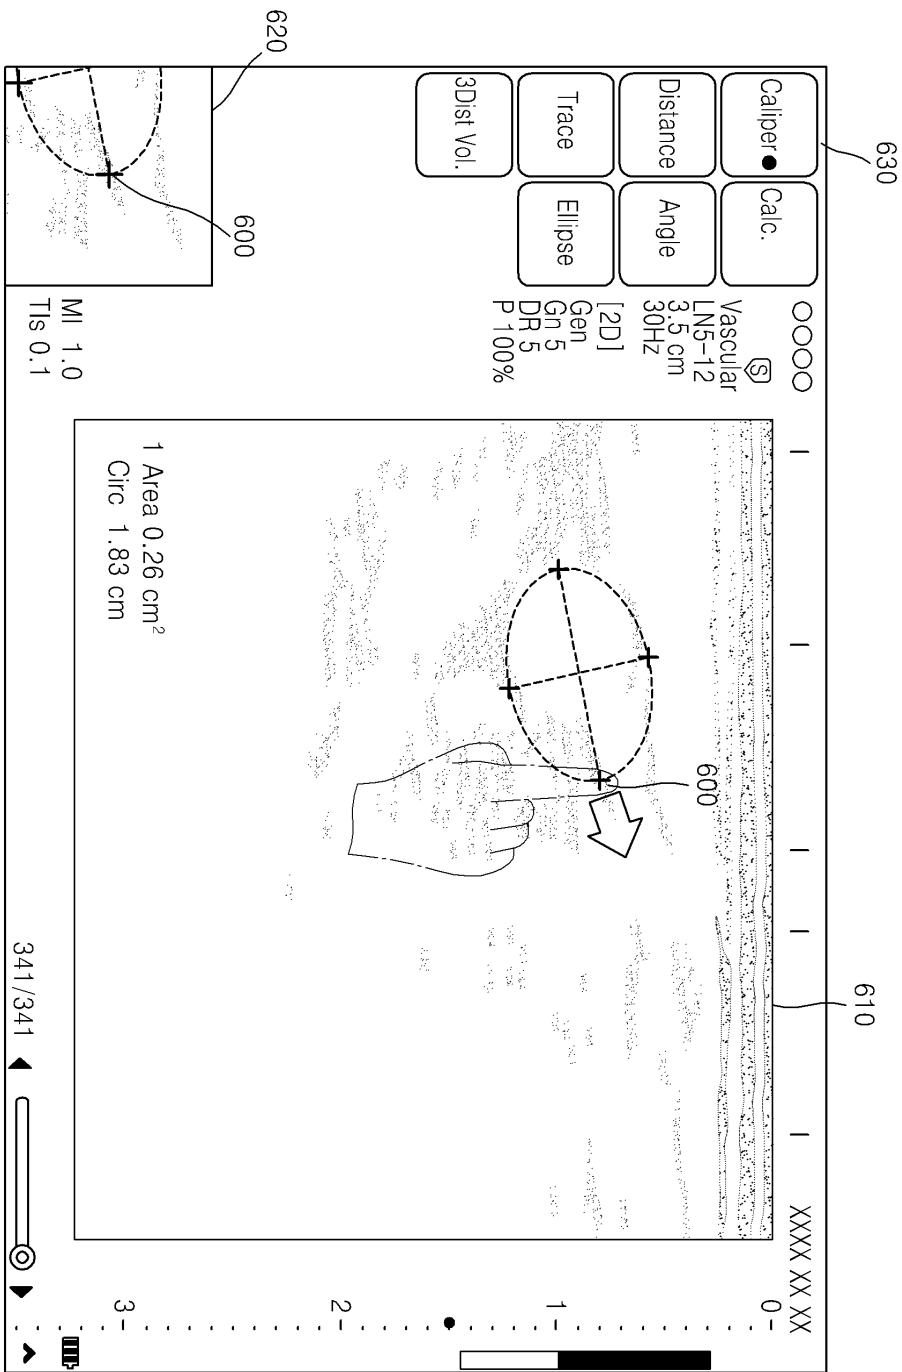 630
Caliper
Calc.
Distance
Angle
Trace
Ellipse
3Dist Vol.
620
600
MI 1.0
TIs 0.1
OOOO
S
Vascular
LN5-12
3.5 cm
30Hz
[2D]
Gen
Gn 5
DR 5
P 100%
XXXX XX XX
610
600
1 Area 0.26 cm²
Circ 1.83 cm
0
1
2
3
341/341